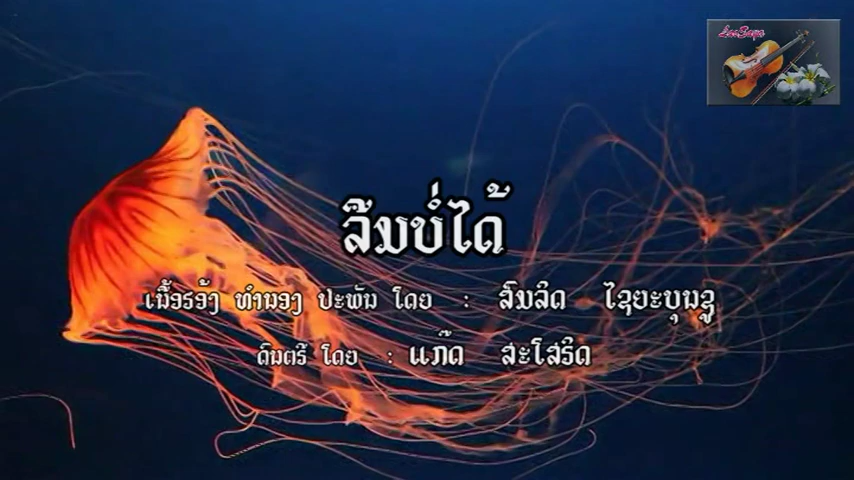 LaoSaya
ລືມບໍ່ໄດ້
ເນື້ອຮ້ອງ ທຳນອງ ປະພັນ ໂດຍ : ສົມລິດ ໄຊຍະບຸນຊູ
ດົນຕຣີ ໂດຍ : ແກ໊ດ ສະໂສຣິດ